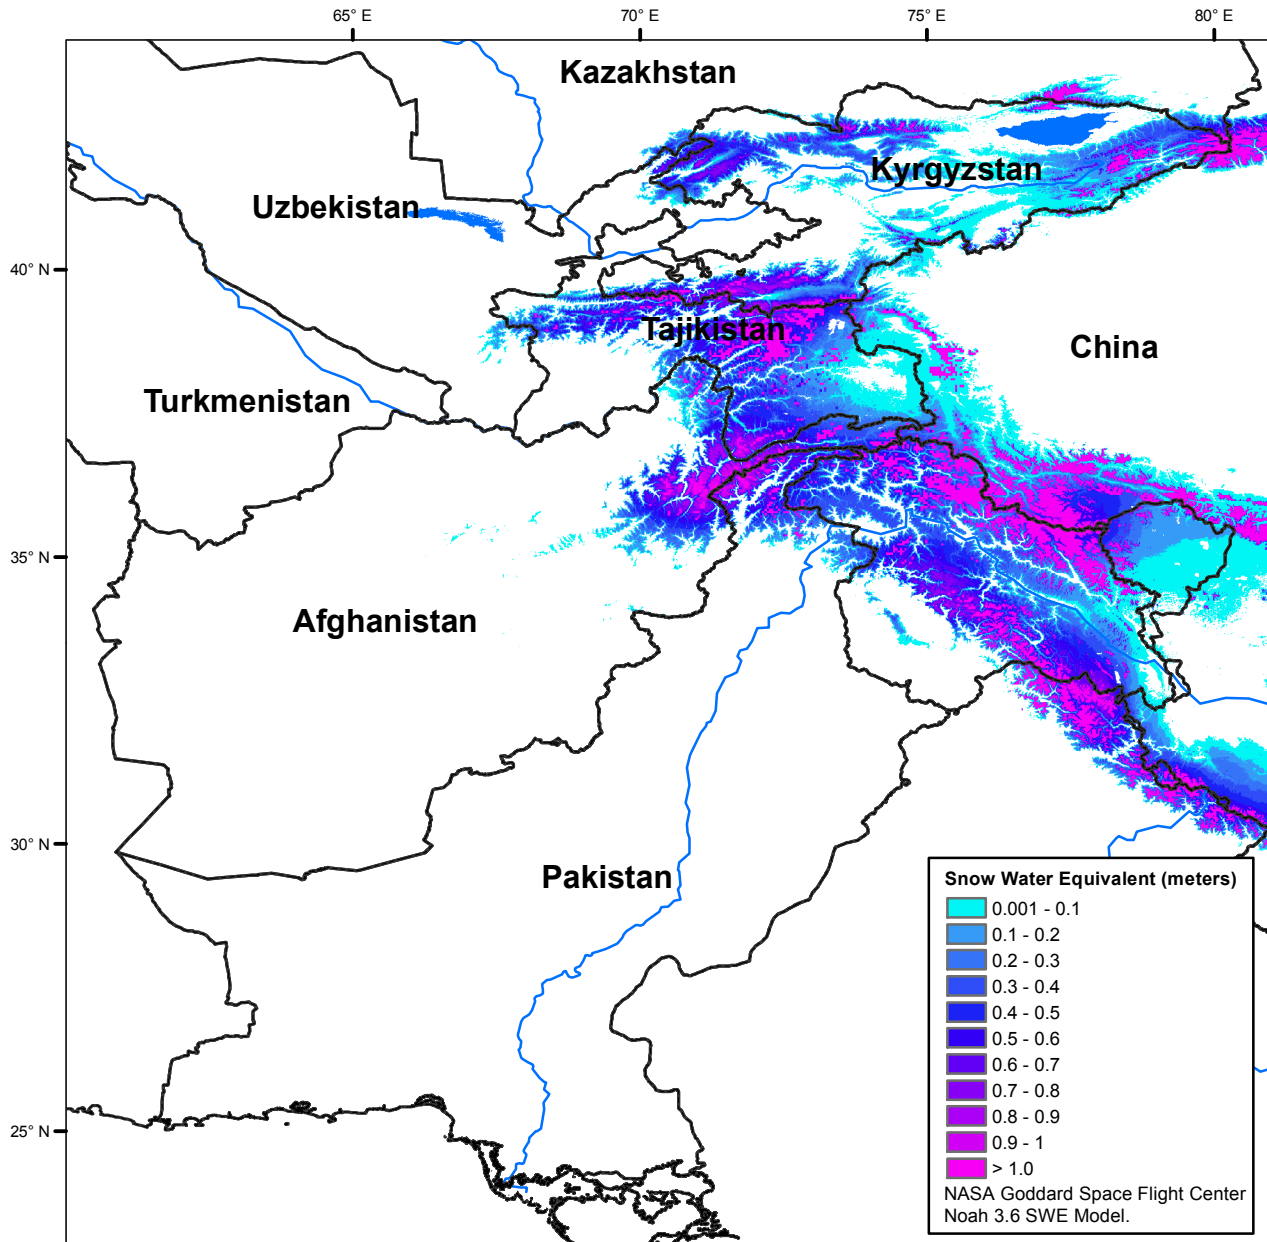 65° E
70° E
75° E
80° E
Kazakhstan
Kyrgyzstan
Uzbekistan
40° N
Tajikistan
China
Turkmenistan
35° N
Afghanistan
30° N
Pakistan
25° N
Snow Water Equivalent (meters)
0.001 - 0.1
0.1 - 0.2
0.2 - 0.3
0.3 - 0.4
0.4 - 0.5
0.5 - 0.6
0.6 - 0.7
0.7 - 0.8
0.8 - 0.9
0.9 - 1
> 1.0
NASA Goddard Space Flight Center
Noah 3.6 SWE Model.